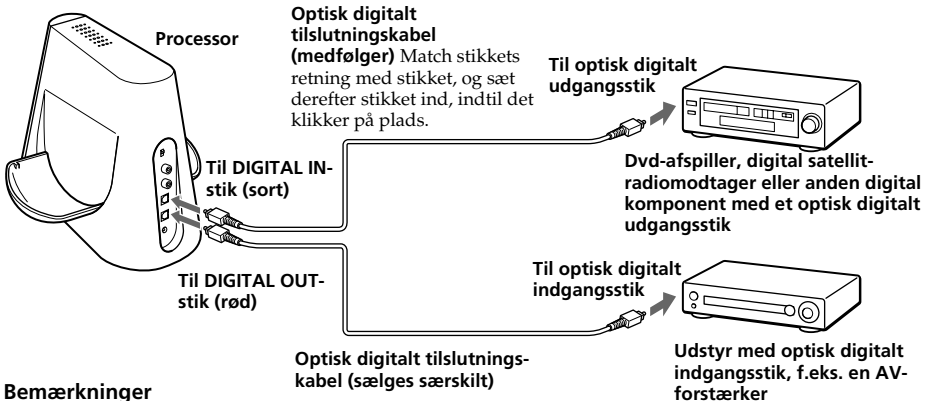 Processor
Optisk digitalt
tilslutningskabel
(medfølger) Match stikkets
retning med stikket, og sæt
derefter stikket ind, indtil det
klikker på plads.
Til optisk digitalt
udgangsstik
Dvd-afspiller, digital satellit-
radiomodtager eller anden digital
komponent med et optisk digitalt
udgangsstik
Til DIGITAL IN-
stik (sort)
Til DIGITAL OUT-
stik (rød)
Til optisk digitalt
indgangsstik
Optisk digitalt tilslutnings-
kabel (sælges særskilt)
Udstyr med optisk digitalt
indgangsstik, f.eks. en AV-
forstærker
Bemærkninger